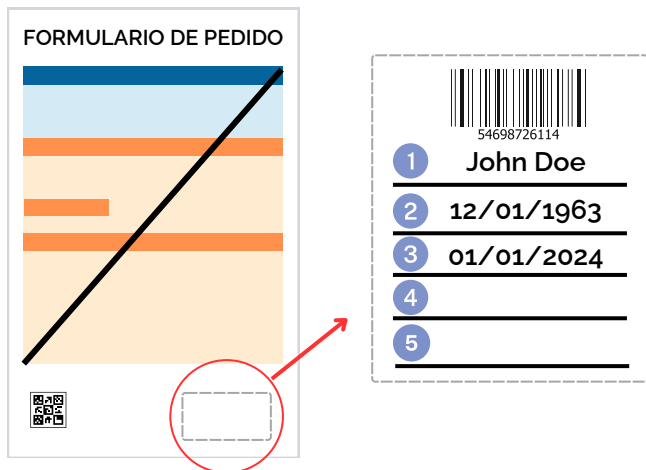 FORMULARIO DE PEDIDO
54698726114
1 John Doe
2 12/01/1963
3 01/01/2024
4
5